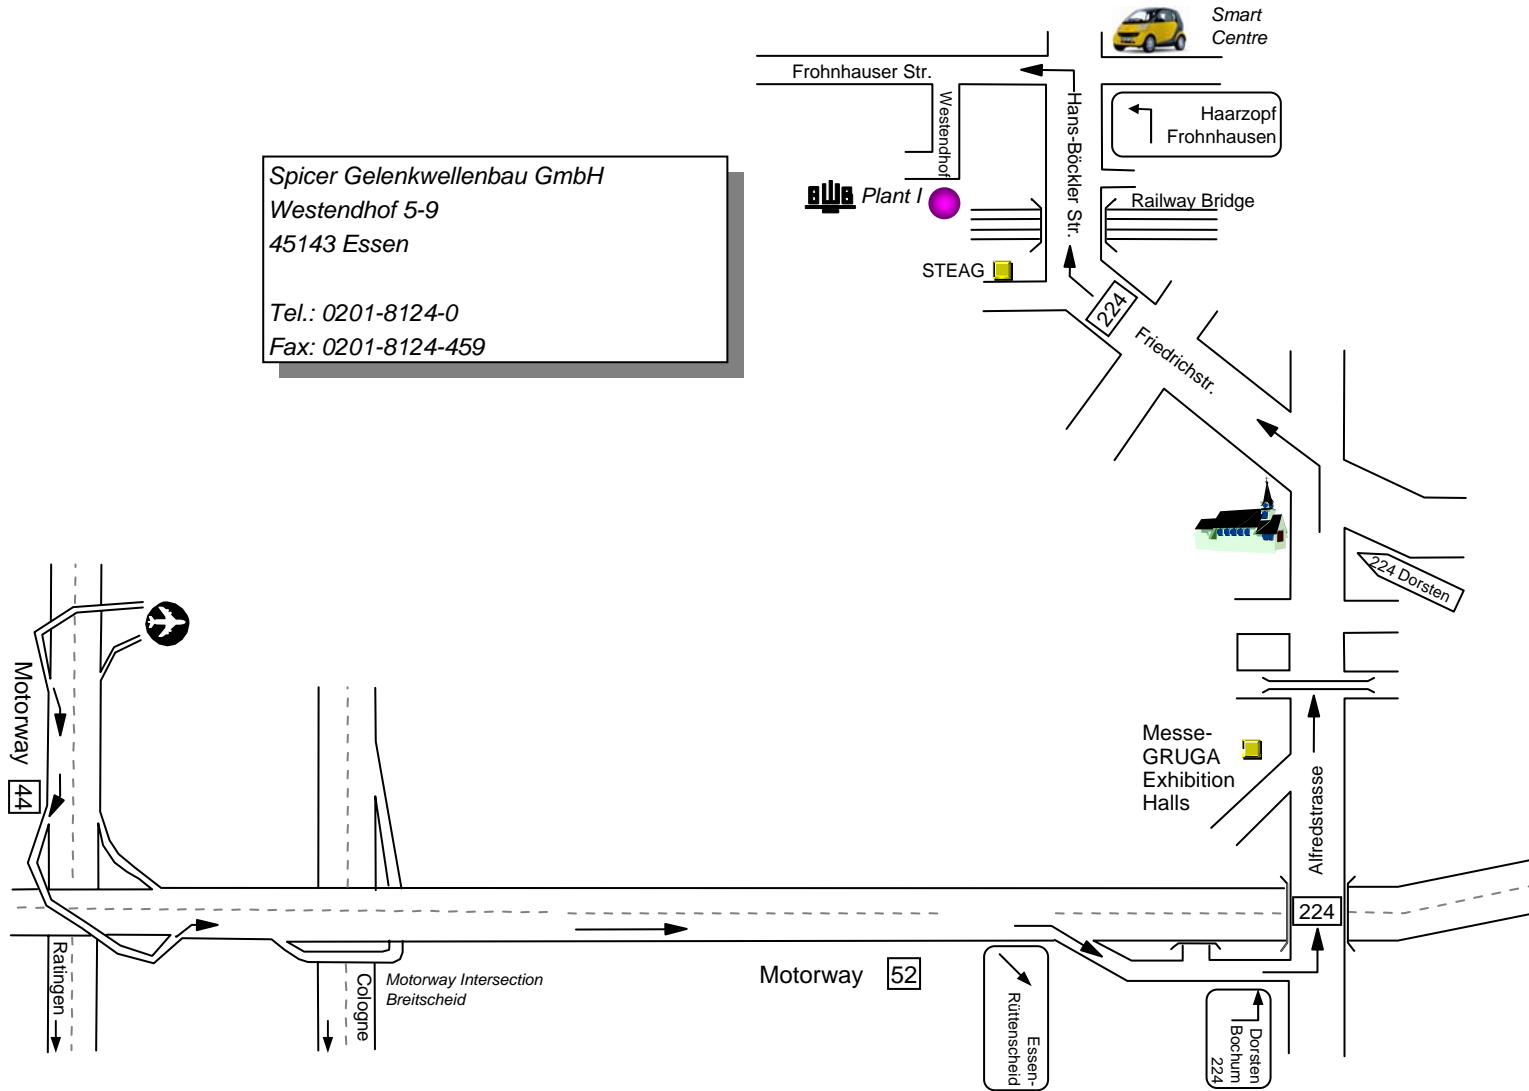 Smart
Centre
Frohnhauser Str.
Westendhof
Hans-Böckler Str.
Haarzopf
Frohnhausen
Spicer Gelenkwellenbau GmbH
Westendhof 5-9
45143 Essen
Tel.: 0201-8124-0
Fax: 0201-8124-459
Plant I
Railway Bridge
STEAG
224
Friedrichstr.
224 Dorsten
Motorway
44
Messe-
GRUGA
Exhibition
Halls
Alfredstrasse
224
Ratingen
Cologne
Motorway Intersection
Breitscheid
Motorway 52
Essen-
Rüttenscheid
Dorsten
Bochum
224